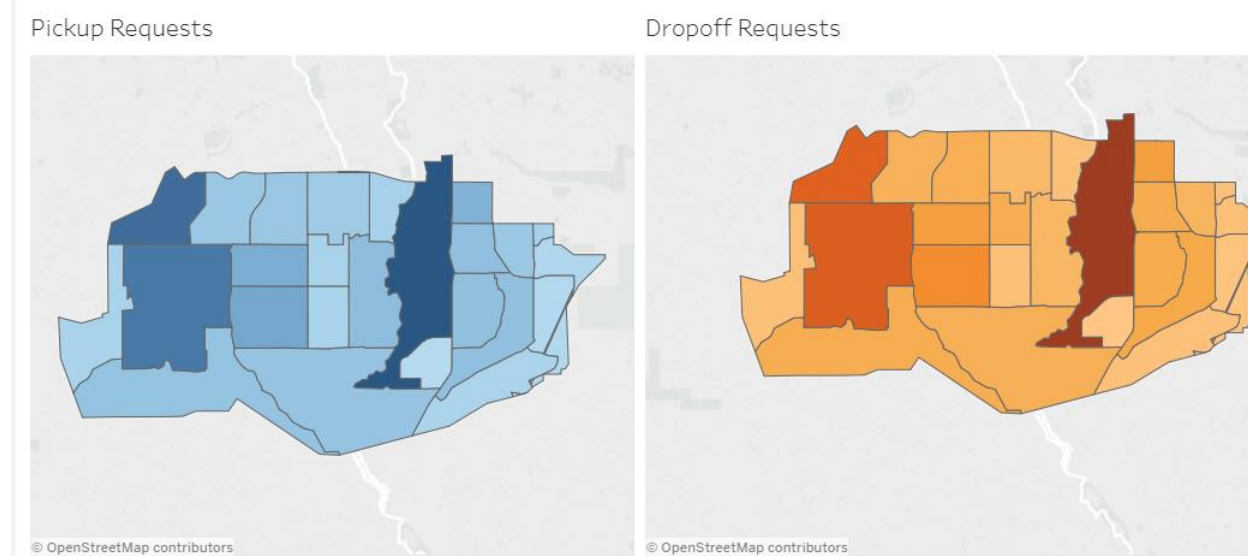 Pickup Requests
Dropoff Requests
© OpenStreetMap contributors
© OpenStreetMap contributors